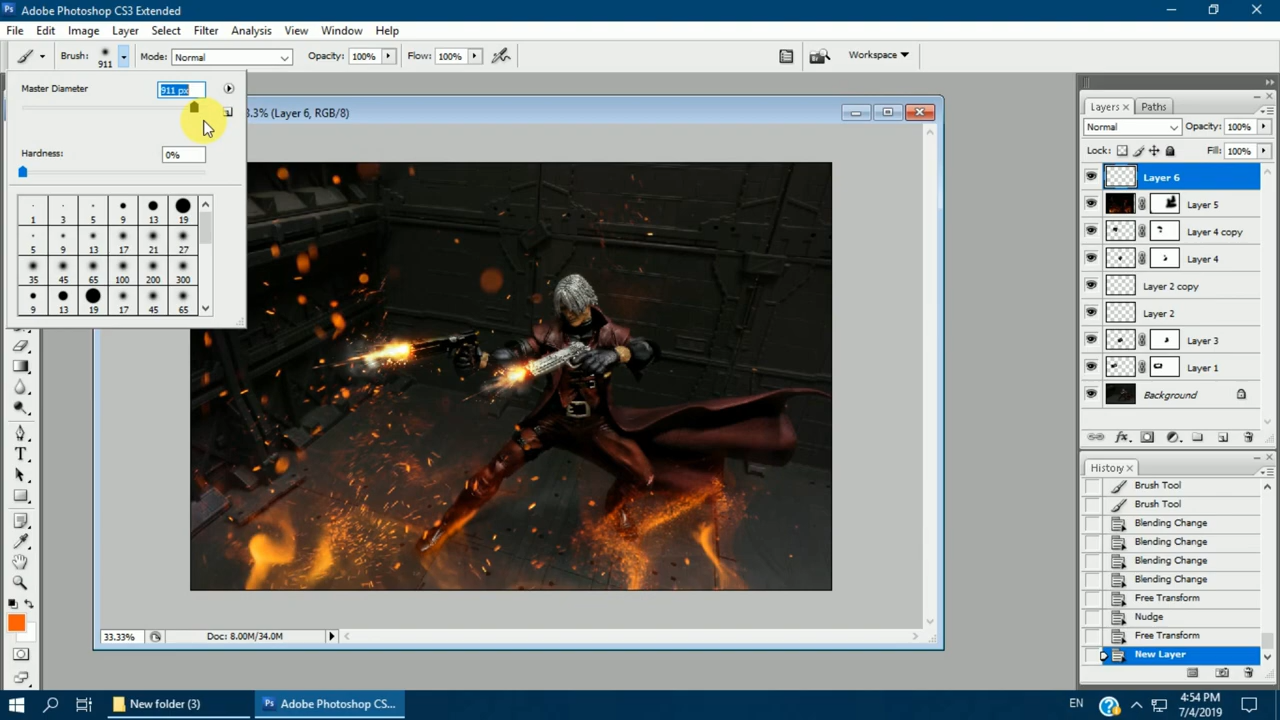 Adobe Photoshop CS3 Extended
File Edit Image Layer Select Filter Analysis View Window Help
Brush: 911 Mode: Normal Opacity: 100% Flow: 100% Workspace
Master Diameter 911 px
Hardness: 0%
1 3 5 9 13 19
5 9 13 17 21 27
35 45 65 100 200 300
9 13 19 17 45 65
8.3% (Layer 6, RGB/8)
33.33% Doc: 8.00M/34.0M
Layers Paths
Normal Opacity: 100%
Lock: Fill: 100%
Layer 6
Layer 5
Layer 4 copy
Layer 4
Layer 2 copy
Layer 2
Layer 3
Layer 1
Background
History
Brush Tool
Brush Tool
Blending Change
Blending Change
Blending Change
Blending Change
Free Transform
Nudge
Free Transform
New Layer
New folder (3)
Ps Adobe Photoshop CS...
EN
4:54 PM
7/4/2019